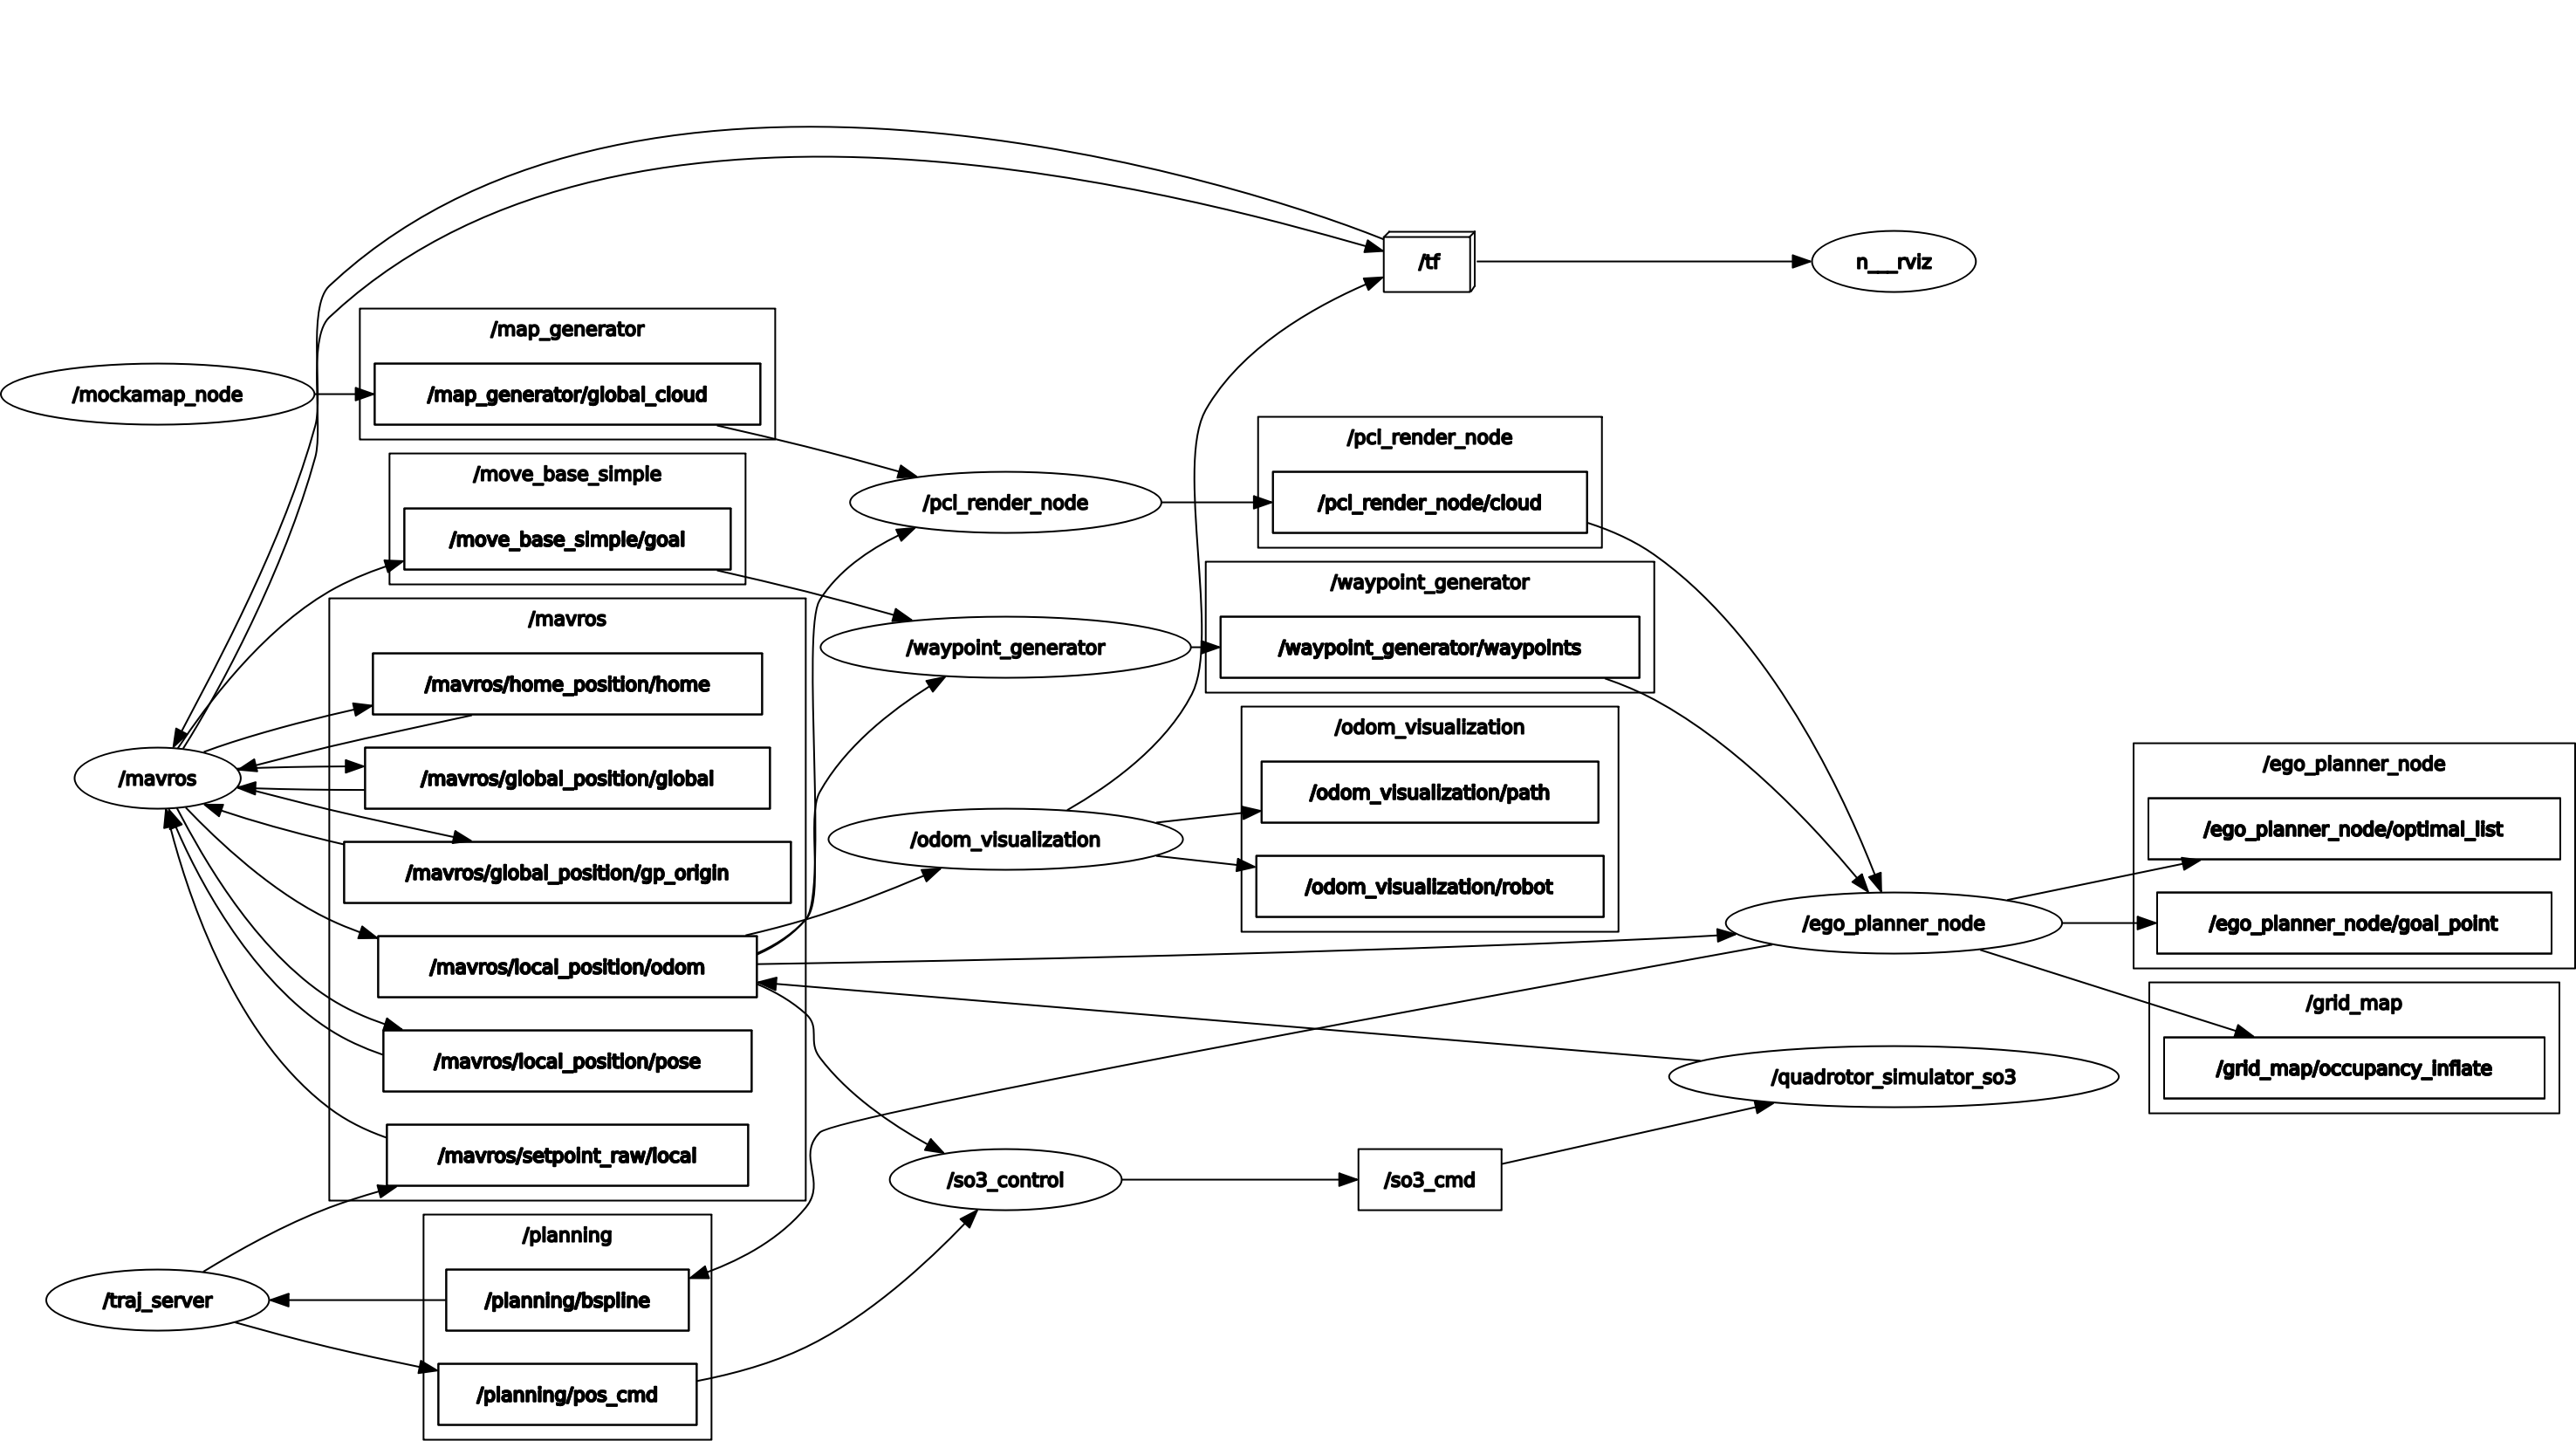 /tf
n___rviz
/map_generator
/mockamap_node
/map_generator/global_cloud
/move_base_simple
/move_base_simple/goal
/pcl_render_node
/pcl_render_node
/pcl_render_node/cloud
/waypoint_generator
/waypoint_generator
/waypoint_generator/waypoints
/mavros
/mavros
/mavros/home_position/home
/mavros/global_position/global
/mavros/global_position/gp_origin
/mavros/local_position/odom
/mavros/local_position/pose
/mavros/setpoint_raw/local
/odom_visualization
/odom_visualization
/odom_visualization/path
/odom_visualization/robot
/ego_planner_node
/ego_planner_node
/ego_planner_node/optimal_list
/ego_planner_node/goal_point
/grid_map
/grid_map/occupancy_inflate
/quadrotor_simulator_so3
/so3_control
/so3_cmd
/planning
/traj_server
/planning/bspline
/planning/pos_cmd